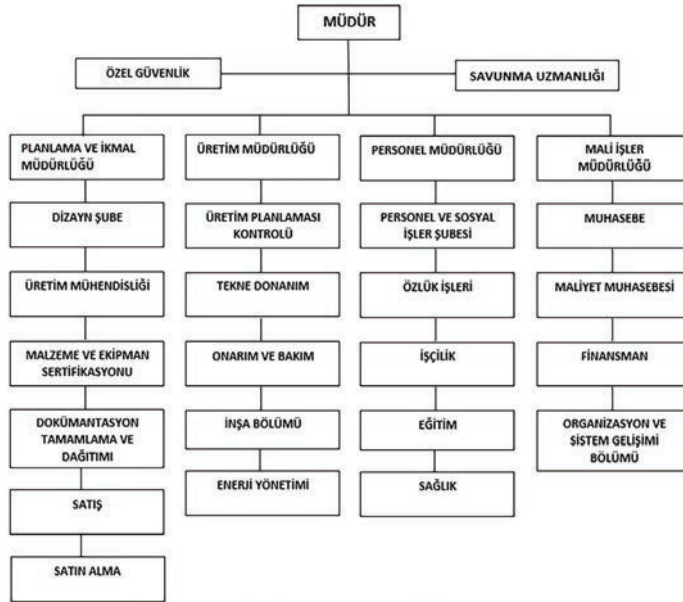 MÜDÜR
ÖZEL GÜVENLİK
SAVUNMA UZMANLIĞI
PLANLAMA VE İKMAL
MÜDÜRLÜĞÜ
DİZAYN ŞUBE
ÜRETİM MÜHENDİSLİĞİ
MALZEME VE EKİPMAN
SERTİFİKASYONU
DOKÜMANTASYON
TAMAMLAMA VE
DAĞITIMI
SATIŞ
SATIN ALMA
ÜRETİM MÜDÜRLÜĞÜ
ÜRETİM PLANLAMASI
KONTROLÜ
TEKNE DONANIM
ONARIM VE BAKIM
İNŞA BÖLÜMÜ
ENERJİ YÖNETİMİ
PERSONEL MÜDÜRLÜĞÜ
PERSONEL VE SOSYAL
İŞLER ŞUBESİ
ÖZLÜK İŞLERİ
İŞÇİLİK
EĞİTİM
SAĞLIK
MALİ İŞLER
MÜDÜRLÜĞÜ
MUHASEBE
MALİYET MUHASEBESİ
FİNANSMAN
ORGANİZASYON VE
SİSTEM GELİŞİMİ
BÖLÜMÜ